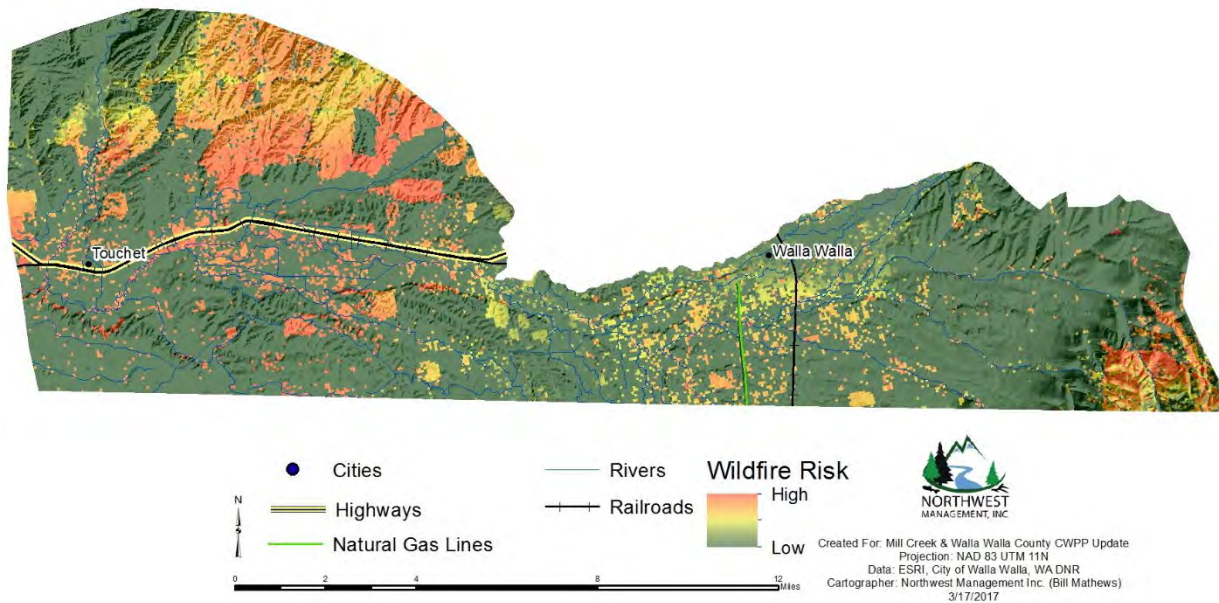 Touchet
Walla Walla
Cities
Rivers
Wildfire Risk
High
Low
Highways
Railroads
Natural Gas Lines
N
0 2 4 8 12
Miles
NORTHWEST
MANAGEMENT, INC
Created For: Mill Creek & Walla Walla County CWPP Update
Projection: NAD 83 UTM 11N
Data: ESRI, City of Walla Walla, WA DNR
Cartographer: Northwest Management Inc. (Bill Mathews)
3/17/2017